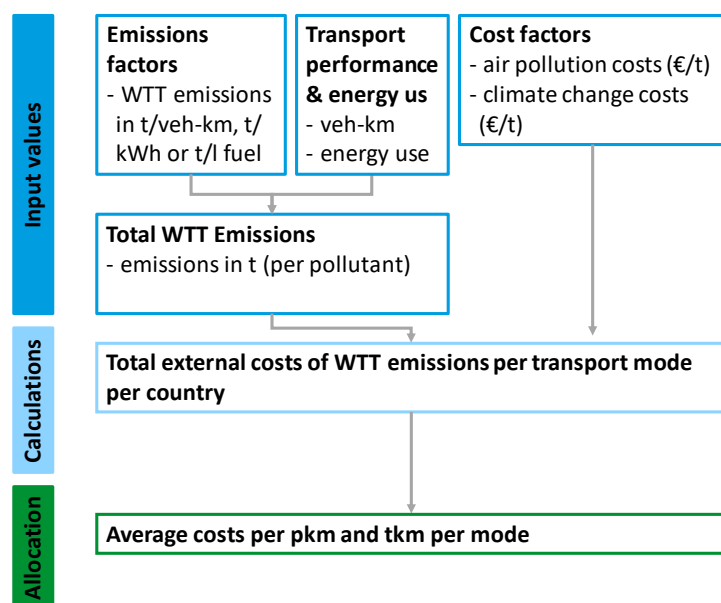 Input values
Emissions
factors
- WTT emissions
in t/veh-km, t/
kWh or t/l fuel
Transport
performance
& energy us
- veh-km
- energy use
Cost factors
- air pollution costs (€/t)
- climate change costs
(€/t)
Total WTT Emissions
- emissions in t (per pollutant)
Calculations
Total external costs of WTT emissions per transport mode
per country
Allocation
Average costs per pkm and tkm per mode